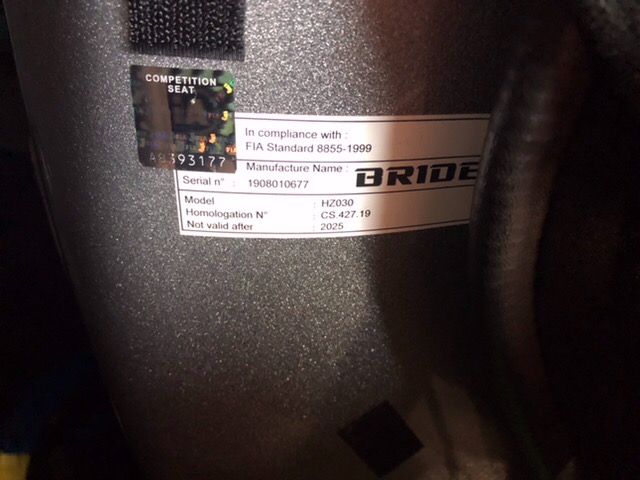 COMPETITION
SEAT
In compliance with :
FIA Standard 8855-1999
Manufacture Name : BRIDE
Serial n° : 1908010677
Model : HZ030
Homologation N° : CS.427.19
Not valid after : 2025